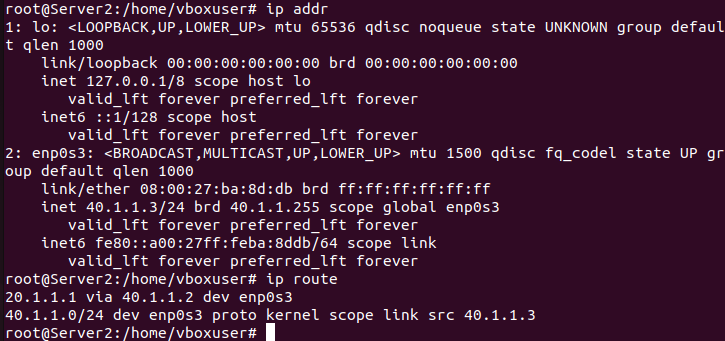 root@Server2:/home/vboxuser# ip addr
1: lo: <LOOPBACK,UP,LOWER_UP> mtu 65536 qdisc noqueue state UNKNOWN group defaul
t qlen 1000
    link/loopback 00:00:00:00:00:00 brd 00:00:00:00:00:00
    inet 127.0.0.1/8 scope host lo
       valid_lft forever preferred_lft forever
    inet6 ::1/128 scope host
       valid_lft forever preferred_lft forever
2: enp0s3: <BROADCAST,MULTICAST,UP,LOWER_UP> mtu 1500 qdisc fq_codel state UP gr
oup default qlen 1000
    link/ether 08:00:27:ba:8d:db brd ff:ff:ff:ff:ff:ff
    inet 40.1.1.3/24 brd 40.1.1.255 scope global enp0s3
       valid_lft forever preferred_lft forever
    inet6 fe80::a00:27ff:feba:8ddb/64 scope link
       valid_lft forever preferred_lft forever
root@Server2:/home/vboxuser# ip route
20.1.1.1 via 40.1.1.2 dev enp0s3
40.1.1.0/24 dev enp0s3 proto kernel scope link src 40.1.1.3
root@Server2:/home/vboxuser#